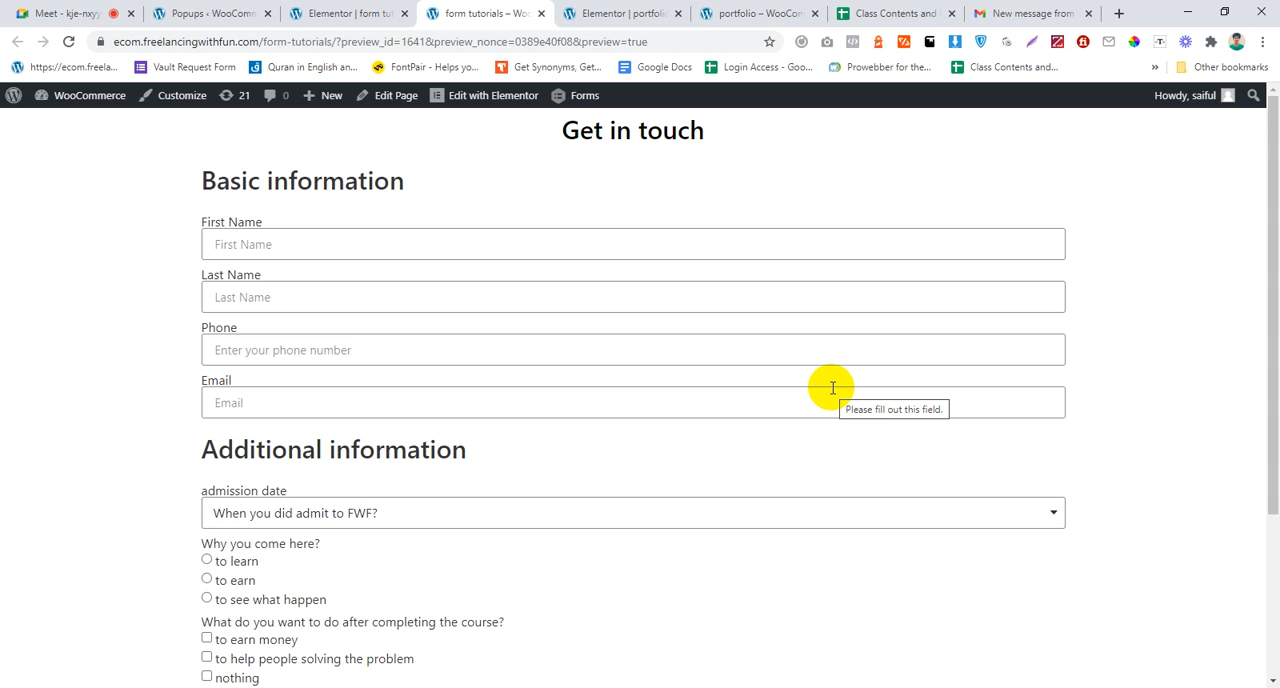 Meet - kje-nxyy
Popups ‹ WooComm
Elementor | form tut
form tutorials – Woo
Elementor | portfolio
portfolio – WooCom
Class Contents and
New message from
ecom.freelancingwithfun.com/form-tutorials/?preview_id=1641&preview_nonce=0389e40f08&preview=true
https://ecom.freela...
Vault Request Form
Quran in English an...
FontPair - Helps yo...
Get Synonyms, Get...
Google Docs
Login Access - Goo...
Prowebber for the...
Class Contents and...
»
Other bookmarks
WooCommerce
Customize
21
0
New
Edit Page
Edit with Elementor
Forms
Howdy, saiful
Get in touch
Basic information
First Name
First Name
Last Name
Last Name
Phone
Enter your phone number
Email
Email
Please fill out this field.
Additional information
admission date
When you did admit to FWF?
Why you come here?
to learn
to earn
to see what happen
What do you want to do after completing the course?
to earn money
to help people solving the problem
nothing